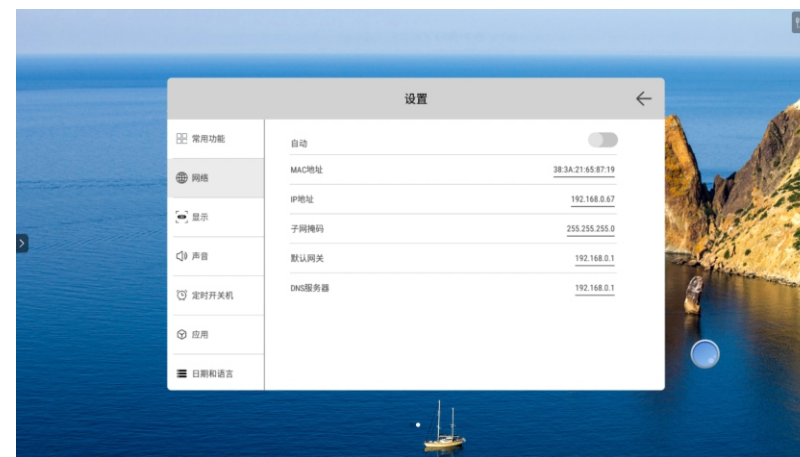 设置
常用功能
网络
显示
声音
定时开关机
应用
日期和语言
自动
MAC地址 38:3A:21:65:87:19
IP地址 192.168.0.67
子网掩码 255.255.255.0
默认网关 192.168.0.1
DNS服务器 192.168.0.1